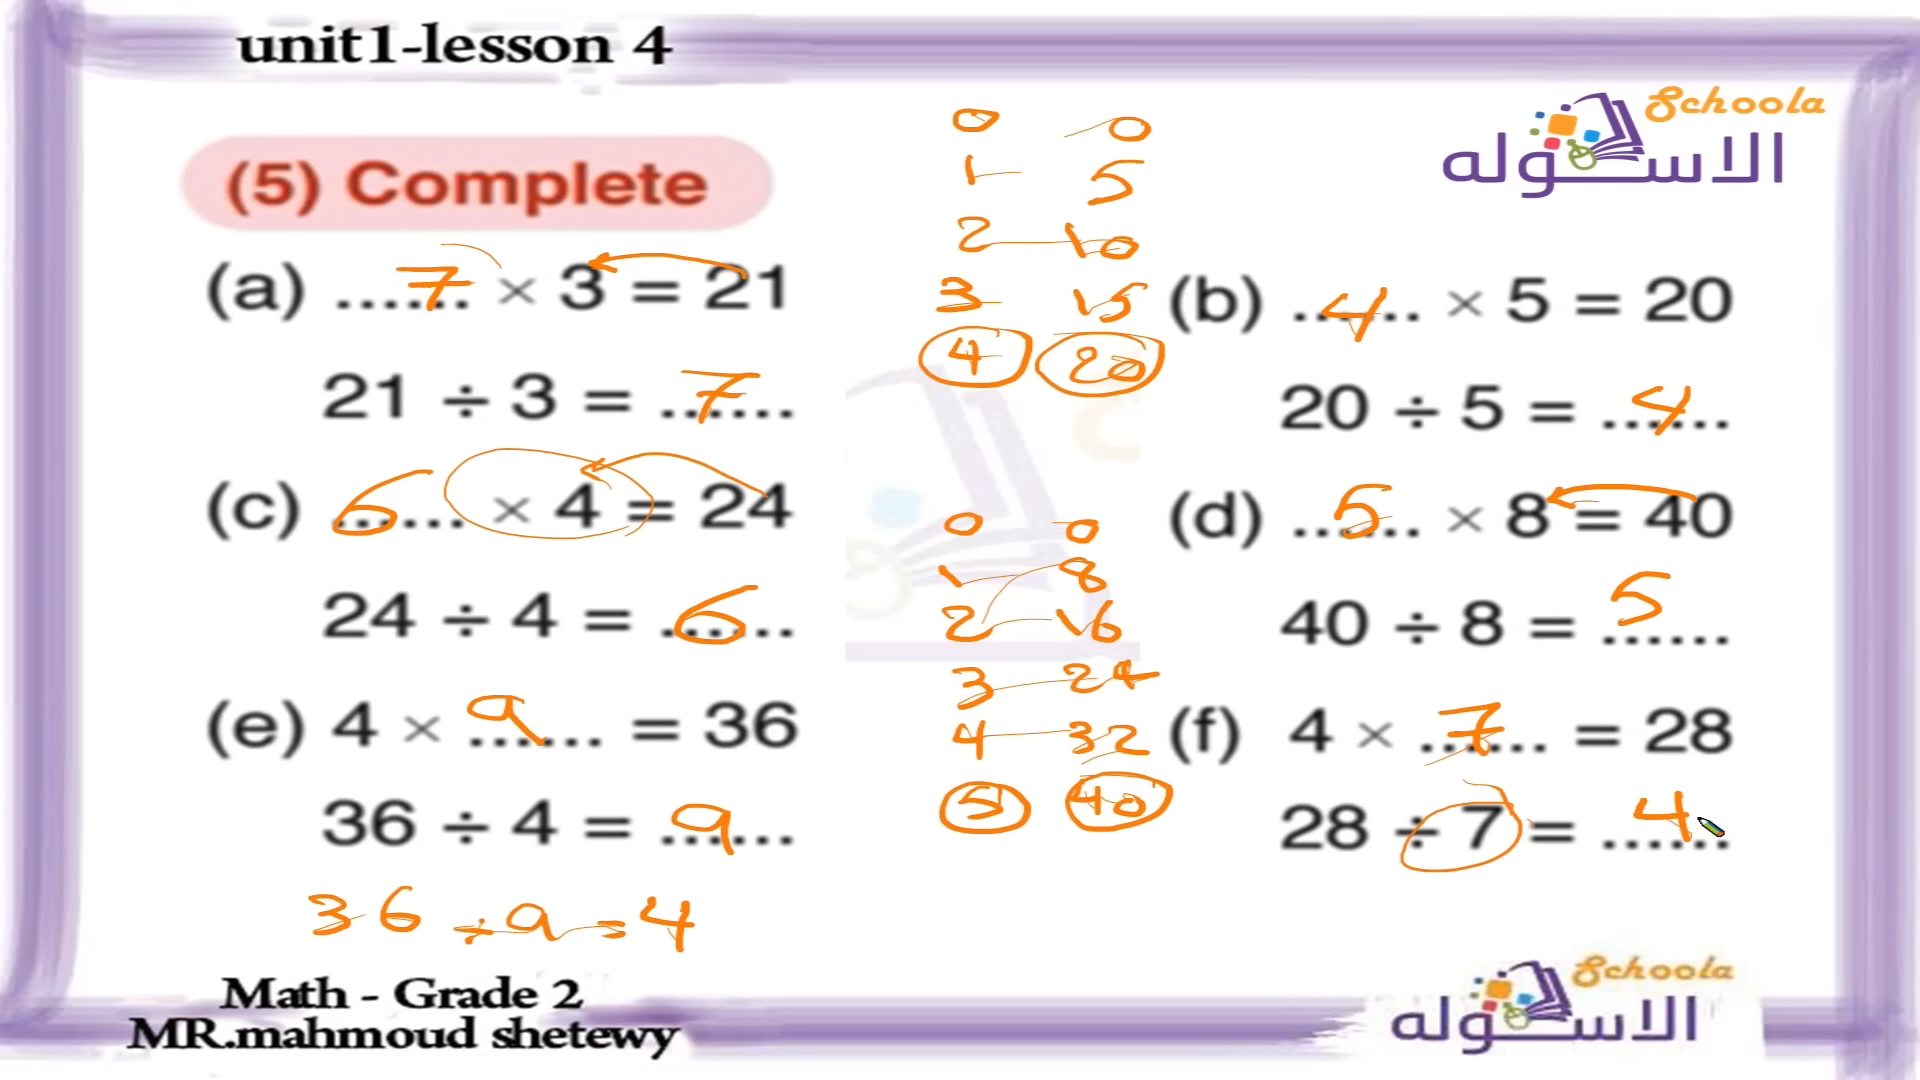 unit1-lesson 4
Schoola
الاسكوله
(5) Complete
(a) ...7... × 3 = 21
21 ÷ 3 = ...7...
(c) ...6... × 4 = 24
24 ÷ 4 = ...6...
(e) 4 × ...9... = 36
36 ÷ 4 = ...9...
36 ÷ 9 = 4
0 0
1 5
2 10
3 15
4 20
0 0
1 8
2 16
3 24
4 32
5 40
(b) ...4... × 5 = 20
20 ÷ 5 = ...4...
(d) ...5... × 8 = 40
40 ÷ 8 = ...5...
(f) 4 × ...7... = 28
28 ÷ 7 = ...4...
Math - Grade 2
MR.mahmoud shetewy
Schoola
الاسكوله